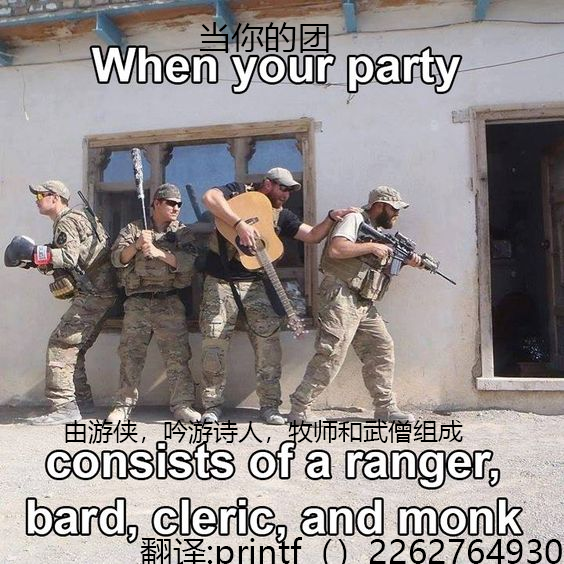 当你的团
When your party
由游侠，吟游诗人，牧师和武僧组成
consists of a ranger,
bard, cleric, and monk
翻译:printf（）2262764930